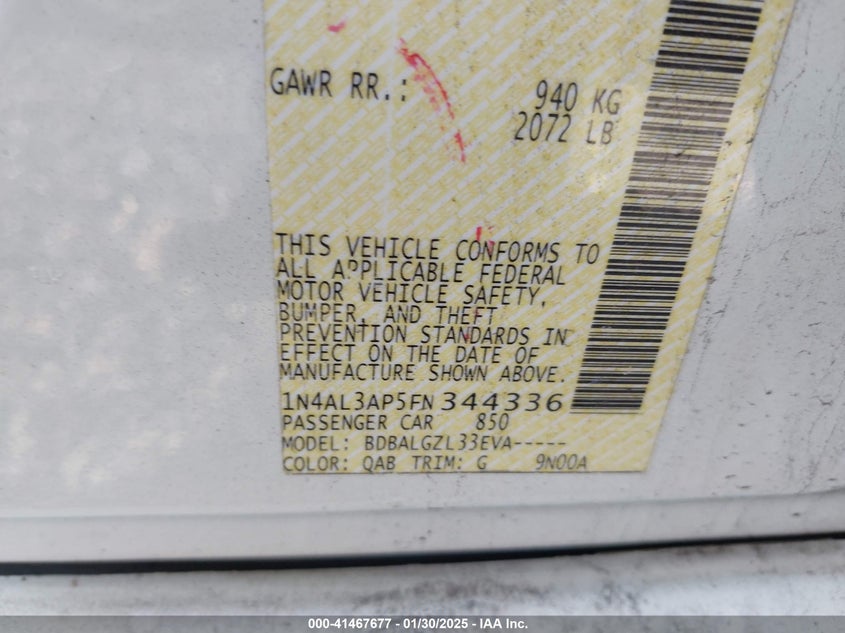 GAWR RR.: 940 KG
2072 LB
THIS VEHICLE CONFORMS TO
ALL APPLICABLE FEDERAL
MOTOR VEHICLE SAFETY,
BUMPER, AND THEFT
PREVENTION STANDARDS IN
EFFECT ON THE DATE OF
MANUFACTURE SHOWN ABOVE.
1N4AL3AP5FN344336
PASSENGER CAR 850
MODEL: BDBALGZL33EVA-----
COLOR: QAB TRIM: G 9N00A
000-41467677 - 01/30/2025 - IAA Inc.